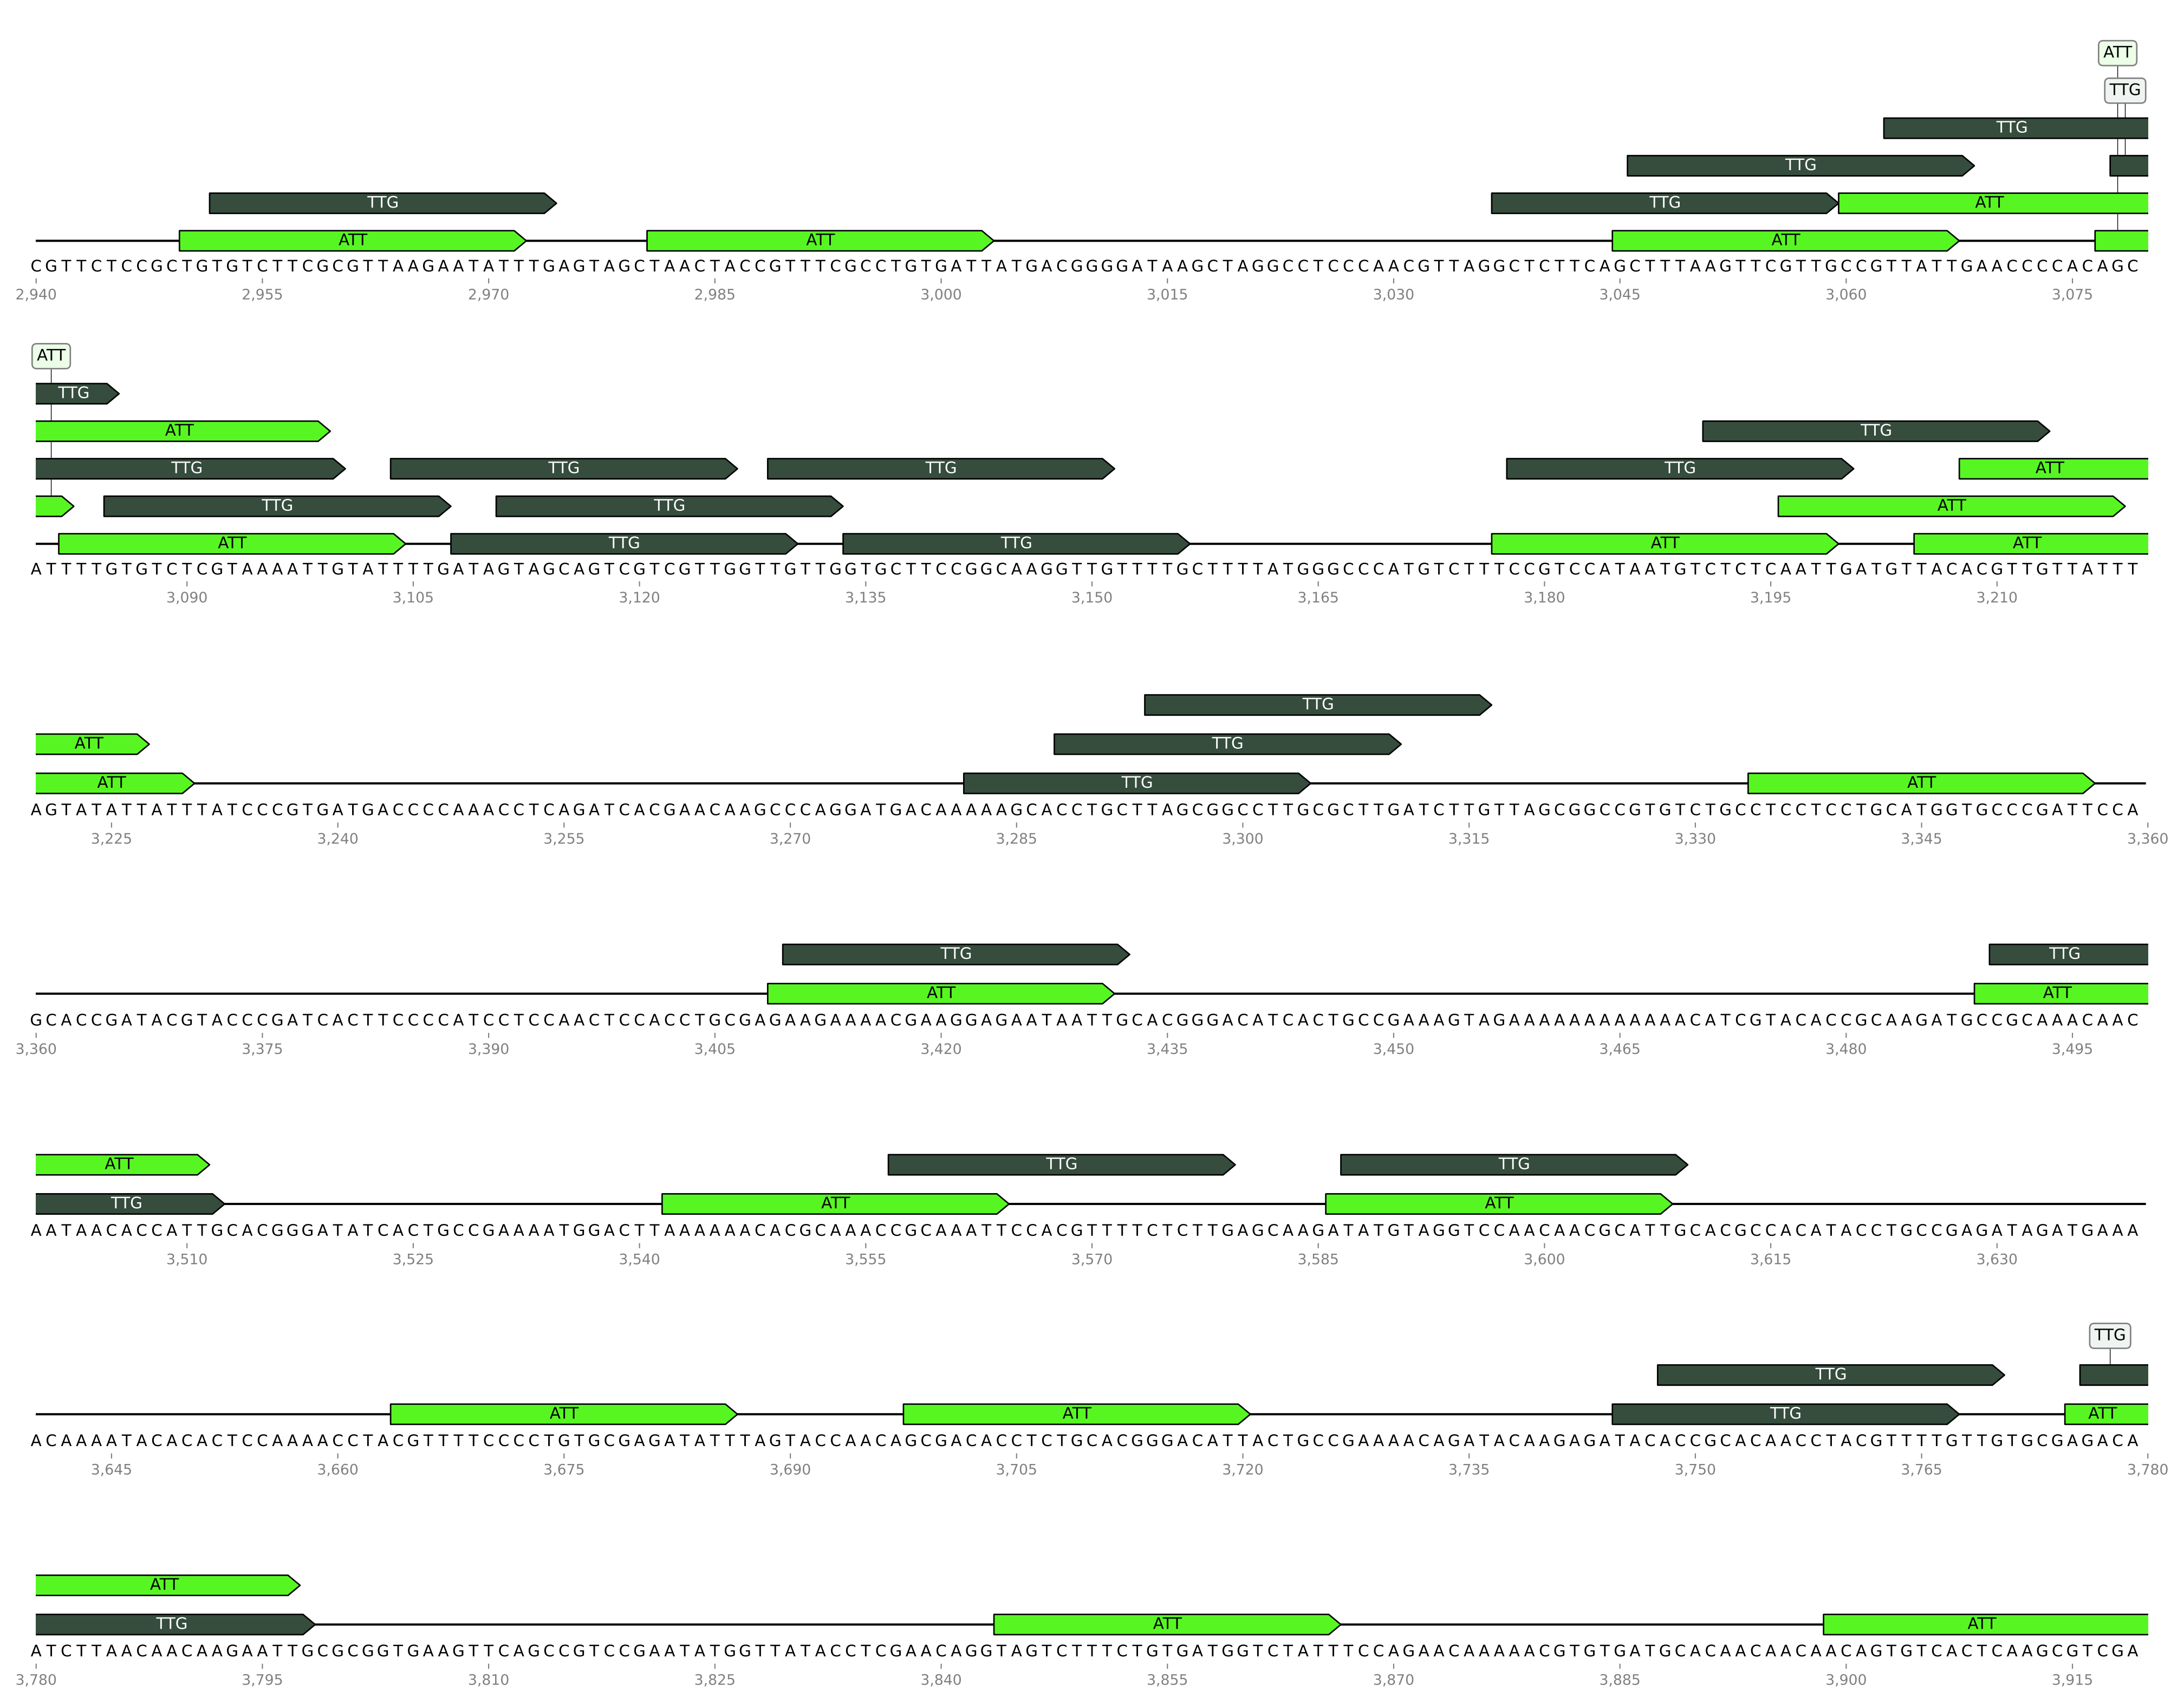 ATT
TTG
TTG
TTG
TTG TTG ATT
ATT ATT ATT
CGTTCTCCGCTGTGTCTTCGCGTTAAGAATATTTGAGTAGCTAACTACCGTTTCGCCTGTGATTATGACGGGGATAAGCTAGGCCTCCCAACGTTAGGCTCTTCAGCTTTAAGTTCGTTGCCGTTATTGAACCCCACAGC
2,940 2,955 2,970 2,985 3,000 3,015 3,030 3,045 3,060 3,075
ATT
TTG
ATT TTG
TTG TTG TTG TTG ATT
TTG TTG ATT
ATT TTG TTG ATT ATT
ATTTTGTGTCTCGTAAAATTGTATTTTGATAGTAGCAGTCGTCGTTGGTTGTTGGTGCTTCCGGCAAGGTTGTTTTGCTTTTATGGGCCCATGTCTTTCCGTCCATAATGTCTCTCAATTGATGTTACACGTTGTTATTT
3,090 3,105 3,120 3,135 3,150 3,165 3,180 3,195 3,210
TTG
ATT TTG
ATT TTG ATT
AGTATATTATTTATCCCGTGATGACCCCAAACCTCAGATCACGAACAAGCCCAGGATGACAAAAAGCACCTGCTTAGCGGCCTTGCGCTTGATCTTGTTAGCGGCCGTGTCTGCCTCCTCCTGCATGGTGCCCGATTCCA
3,225 3,240 3,255 3,270 3,285 3,300 3,315 3,330 3,345 3,360
TTG TTG
ATT ATT
GCACCGATACGTACCCGATCACTTCCCCATCCTCCAACTCCACCTGCGAGAAGAAAACGAAGGAGAATAATTGCACGGGACATCACTGCCGAAAGTAGAAAAAAAAAAAACATCGTACACCGCAAGATGCCGCAAACAAC
3,360 3,375 3,390 3,405 3,420 3,435 3,450 3,465 3,480 3,495
ATT TTG TTG
TTG ATT ATT
AATAACACCATTGCACGGGATATCACTGCCGAAAATGGACTTAAAAAACACGCAAACCGCAAATTCCACGTTTTCTCTTGAGCAAGATATGTAGGTCCAACAACGCATTGCACGCCACATACCTGCCGAGATAGATGAAA
3,510 3,525 3,540 3,555 3,570 3,585 3,600 3,615 3,630
TTG
TTG
ATT ATT TTG ATT
ACAAAATACACACTCCAAAACCTACGTTTTCCCCTGTGCGAGATATTTAGTACCAACAGCGACACCTCTGCACGGGACATTACTGCCGAAAACAGATACAAGAGATACACCGCACAACCTACGTTTTGTTGTGCGAGACA
3,645 3,660 3,675 3,690 3,705 3,720 3,735 3,750 3,765 3,780
ATT
TTG ATT ATT
ATCTTAACAACAAGAATTGCGCGGTGAAGTTCAGCCGTCCGAATATGGTTATACCTCGAACAGGTAGTCTTTCTGTGATGGTCTATTTCCAGAACAAAAACGTGTGATGCACAACAACAACAGTGTCACTCAAGCGTCGA
3,780 3,795 3,810 3,825 3,840 3,855 3,870 3,885 3,900 3,915